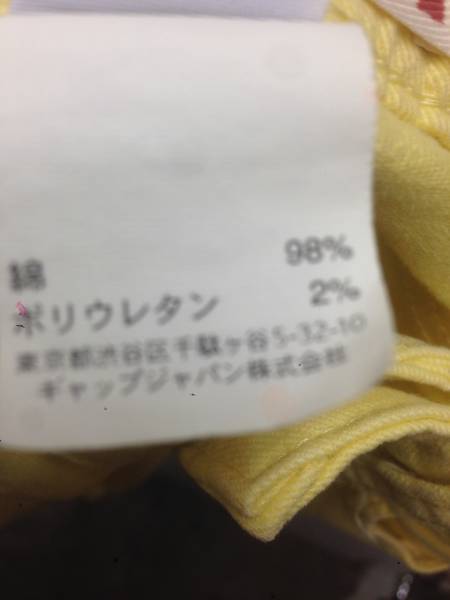 綿 98%
ポリウレタン 2%
東京都渋谷区千駄ヶ谷5-32-10
ギャップジャパン株式会社